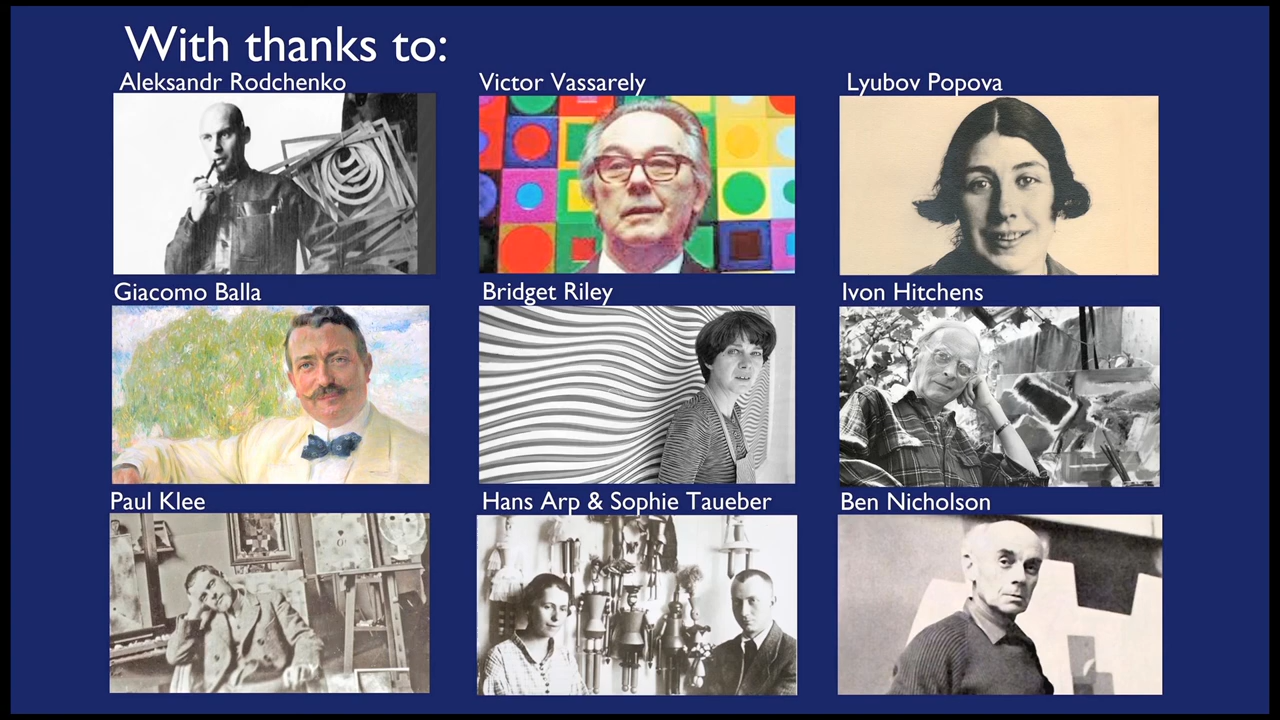 With thanks to:
Aleksandr Rodchenko
Victor Vassarely
Lyubov Popova
Giacomo Balla
Bridget Riley
Ivon Hitchens
Paul Klee
Hans Arp & Sophie Taueber
Ben Nicholson